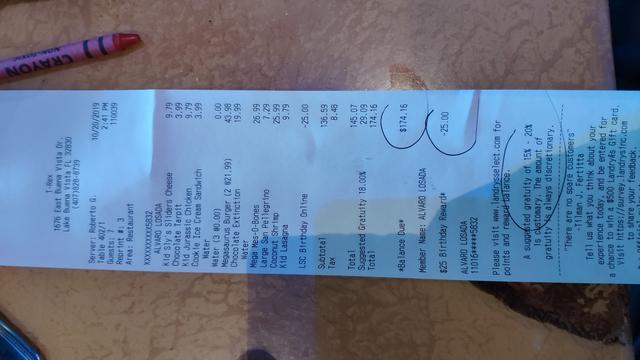 CRAYON
T-Rex
1676 East Buena Vista Dr.
Lake Buena Vista FL 32830
(407)828-8739
Server: Roberto G. 10/20/2019
Table 402/1 2:41 PM
Guests: 7 110039
Reprint #: 3
Area: Restaurant
XXXXXXXXXXX5832
ALVARO LOSADA
Kid Gly's Sliders Cheese 9.79
Chocolate Tarpit 3.99
Kid Jurassic Chicken 9.79
Cookie Ice Cream Sandwich 3.99
Water
Water (3 @0.00) 0.00
Megasaurus Burger (2 @21.99) 43.98
Chocolate Extinction 19.99
Water
Mega Mes-O-Bones 26.99
Large San Pellegrino 7.29
Coconut Shrimp 25.99
Kid Lasagna 9.79
LSC Birthday Online -25.00
Subtotal 136.59
Tax 8.48
Total 145.07
Suggested Gratuity 18.00% 29.09
Total 174.16
*Balance Due* $174.16
Member Name: ALVARO LOSADA
$25 Birthday Reward* -25.00
ALVARO LOSADA
11016*****5832
Please visit www.landrysselect.com for
points and reward balance.
A suggested gratuity of 15% - 20%
is customary. The amount of
gratuity is always discretionary.
"There are no spare customers"
-Tilman J. Fertitta
Tell us what you think about your
experience today, and be entered for
a chance to win a $500 Landry's Gift card.
Visit https://survey.landrysinc.com
to share your feedback.